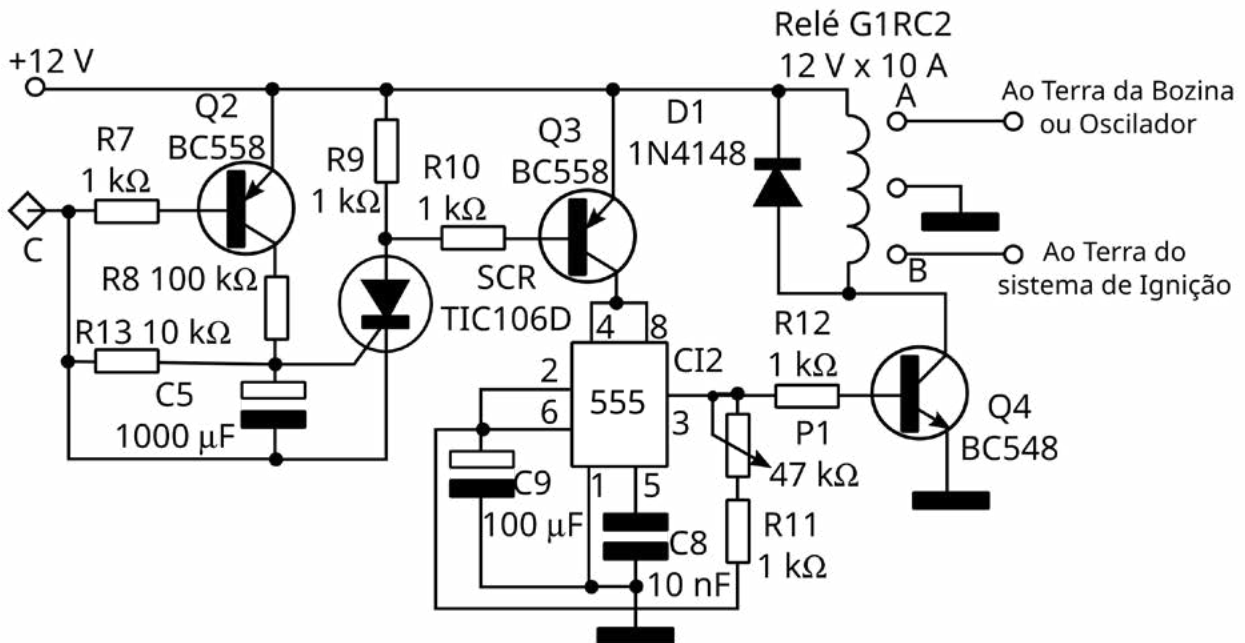 Relé G1RC2
12 V x 10 A
+12 V
Q2
BC558
R7
1 kΩ
C
R8 100 kΩ
R13 10 kΩ
C5
1000 µF
R9
1 kΩ
R10
1 kΩ
SCR
TIC106D
Q3
BC558
D1
1N4148
A
Ao Terra da Bozina
ou Oscilador
B
Ao Terra do
sistema de Ignição
4
8
CI2
2
6
555
3
1
5
C9
100 µF
C8
10 nF
R12
1 kΩ
P1
47 kΩ
R11
1 kΩ
Q4
BC548